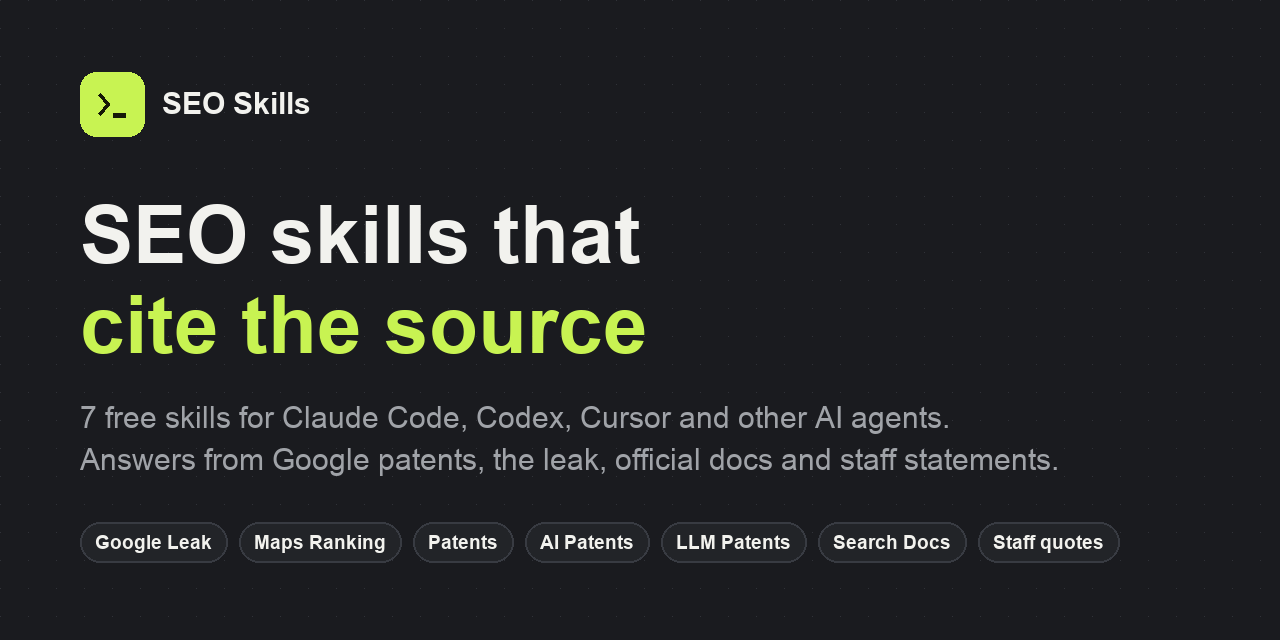 SEO Skills
SEO skills that
cite the source
7 free skills for Claude Code, Codex, Cursor and other AI agents.
Answers from Google patents, the leak, official docs and staff statements.
Google Leak Maps Ranking Patents AI Patents LLM Patents Search Docs Staff quotes